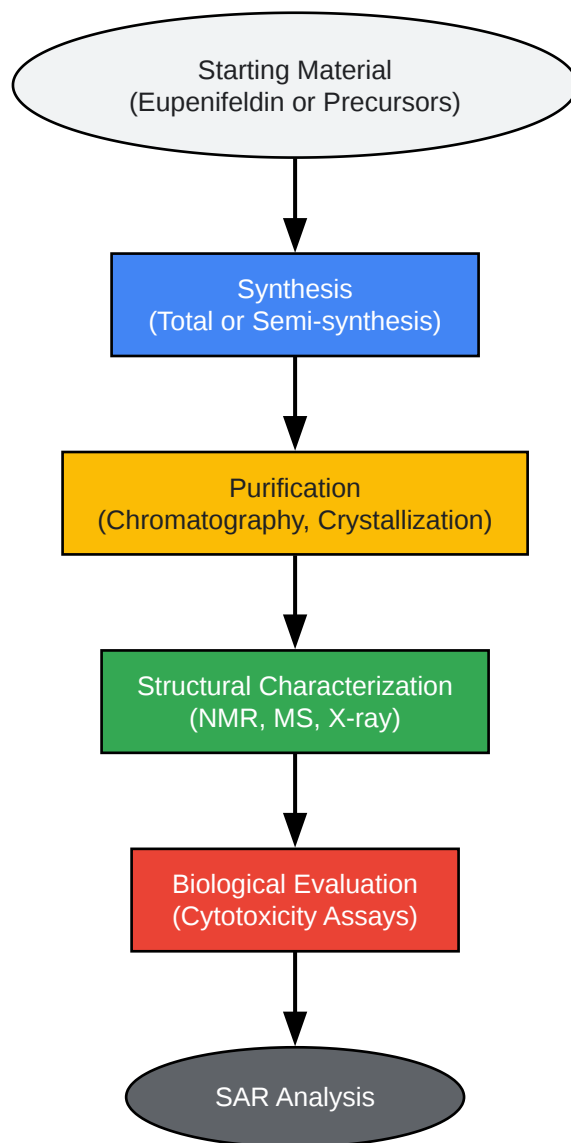 Starting Material
(Eupenifeldin or Precursors)
Synthesis
(Total or Semi-synthesis)
Purification
(Chromatography, Crystallization)
Structural Characterization
(NMR, MS, X-ray)
Biological Evaluation
(Cytotoxicity Assays)
SAR Analysis